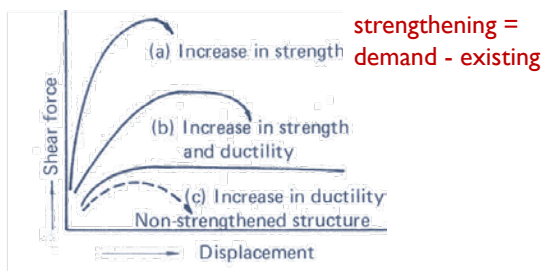 strengthening =
demand - existing
(a) Increase in strength
(b) Increase in strength
and ductility
(c) Increase in ductility
Non-strengthened structure
Shear force
Displacement